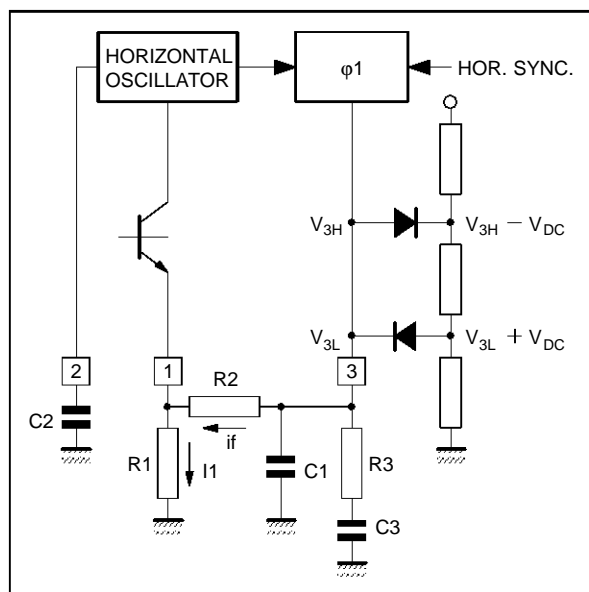 HORIZONTAL
OSCILLATOR
φ1
HOR. SYNC.
V3H
V3H − VDC
V3L
V3L + VDC
2
1
3
R2
C2
if
R1
I1
C1
R3
C3